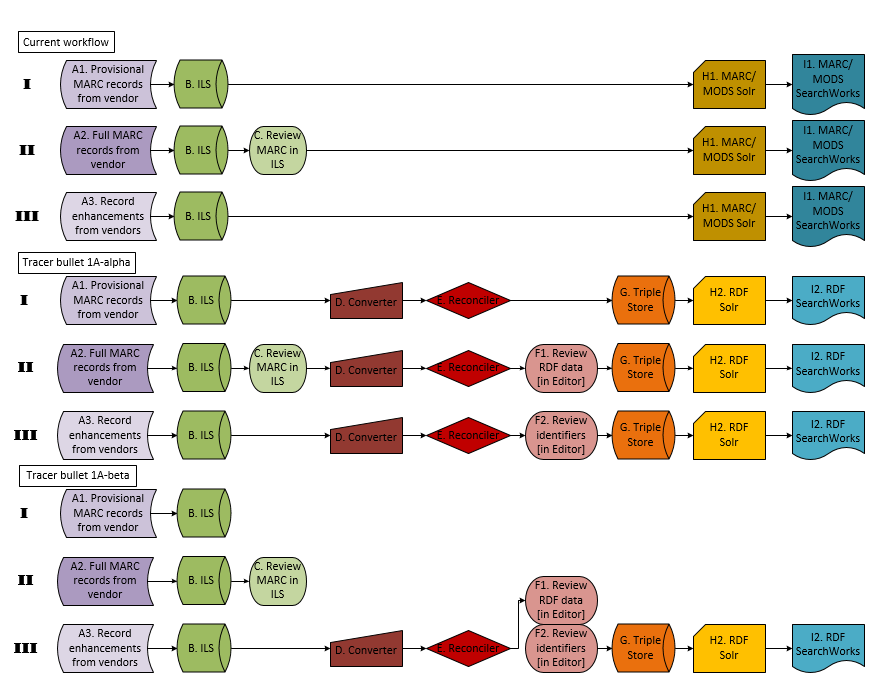 Current workflow
I
A1. Provisional
MARC records
from vendor
B. ILS
H1. MARC/
MODS Solr
I1. MARC/
MODS
SearchWorks
II
A2. Full MARC
records from
vendor
B. ILS
C. Review
MARC in
ILS
H1. MARC/
MODS Solr
I1. MARC/
MODS
SearchWorks
III
A3. Record
enhancements
from vendors
B. ILS
H1. MARC/
MODS Solr
I1. MARC/
MODS
SearchWorks
Tracer bullet 1A-alpha
I
A1. Provisional
MARC records
from vendor
B. ILS
D. Converter
E. Reconciler
G. Triple
Store
H2. RDF
Solr
I2. RDF
SearchWorks
II
A2. Full MARC
records from
vendor
B. ILS
C. Review
MARC in
ILS
D. Converter
E. Reconciler
F1. Review
RDF data
[in Editor]
G. Triple
Store
H2. RDF
Solr
I2. RDF
SearchWorks
III
A3. Record
enhancements
from vendors
B. ILS
D. Converter
E. Reconciler
F2. Review
identifiers
[in Editor]
G. Triple
Store
H2. RDF
Solr
I2. RDF
SearchWorks
Tracer bullet 1A-beta
I
A1. Provisional
MARC records
from vendor
B. ILS
II
A2. Full MARC
records from
vendor
B. ILS
C. Review
MARC in
ILS
F1. Review
RDF data
[in Editor]
III
A3. Record
enhancements
from vendors
B. ILS
D. Converter
E. Reconciler
F2. Review
identifiers
[in Editor]
G. Triple
Store
H2. RDF
Solr
I2. RDF
SearchWorks